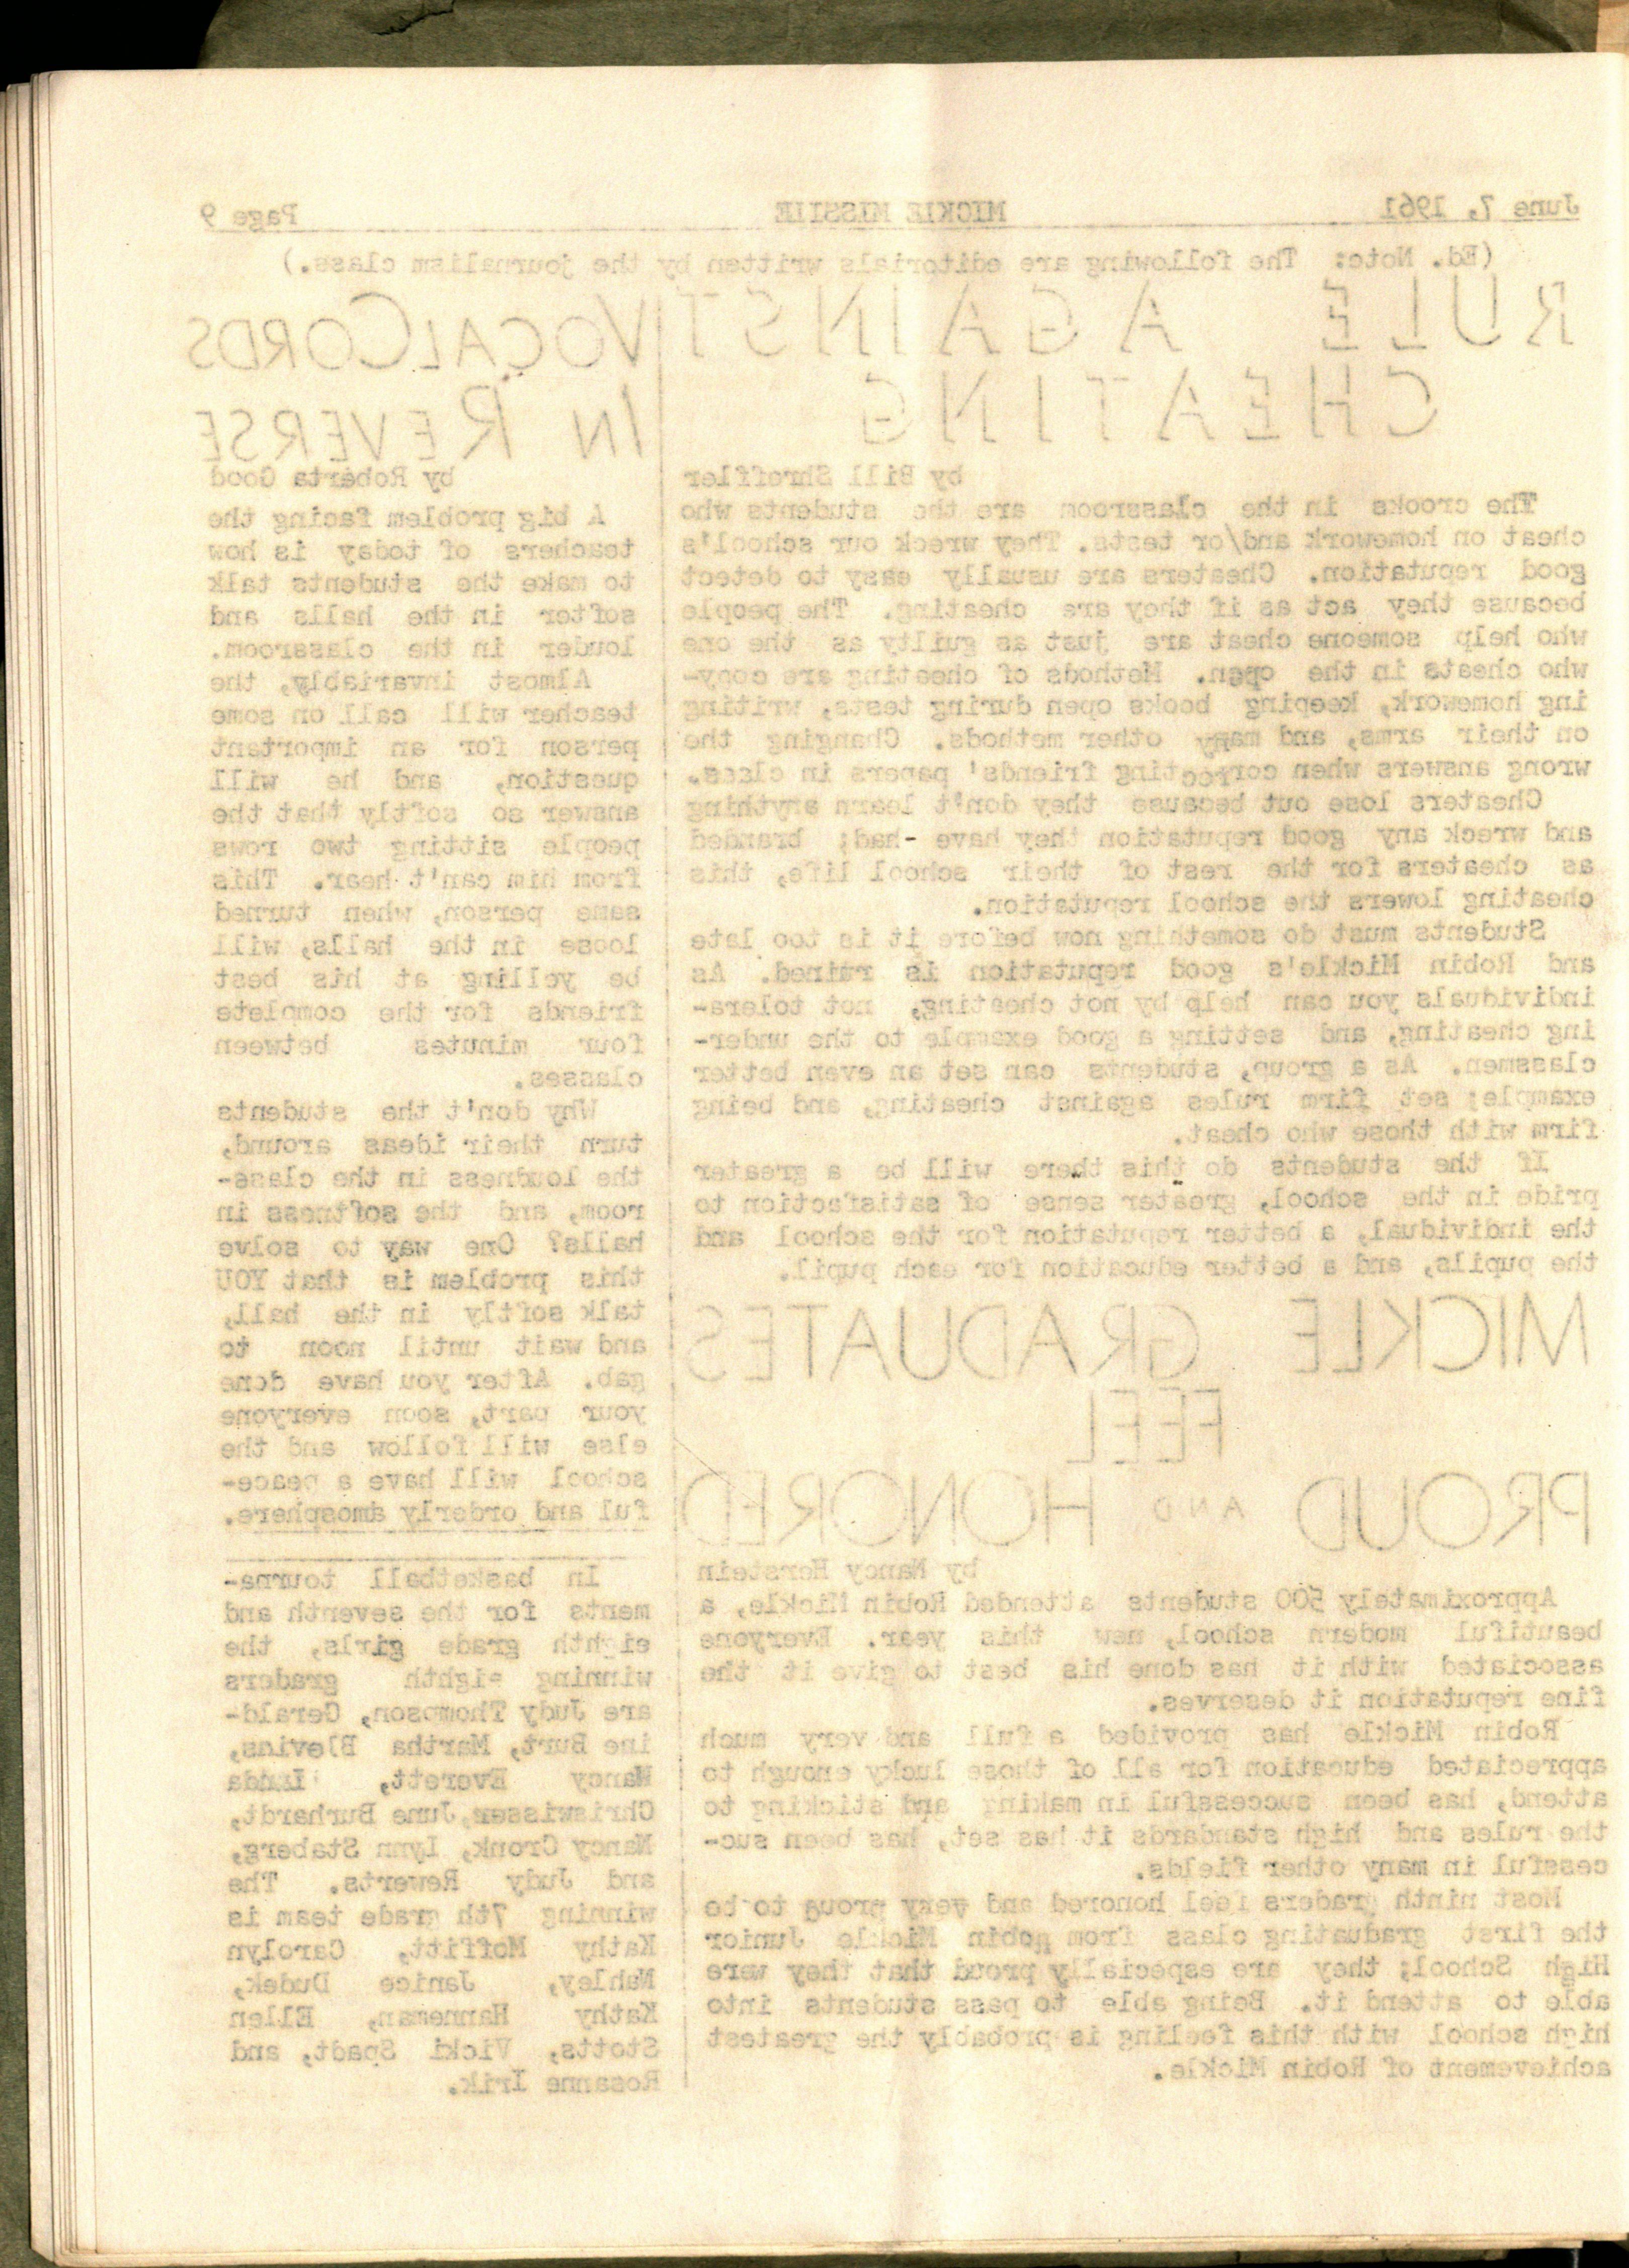 June 7, 1961 MICKLE MISSILE Page 9
(Ed. Note: The following are editorials written by the journalism class.)
RULE AGAINST
CHEATING
by Bill Shroffler
The crooks in the classroom are the students who
cheat on homework and/or tests. They wreck our school's
good reputation. Cheaters are usually easy to detect
because they act as if they are cheating. The people
who help someone cheat are just as guilty as the one
who cheats in the open. Methods of cheating are copy-
ing homework, keeping books open during tests, writing
on their arms, and many other methods. Changing the
wrong answers when correcting friends' papers in class.
Cheaters lose out because they don't learn anything
and wreck any good reputation they have -had; branded
as cheaters for the rest of their school life, this
cheating lowers the school reputation.
Students must do something now before it is too late
and Robin Mickle's good reputation is ruined. As
individuals you can help by not cheating, not tolera-
ing cheating, and setting a good example to the under-
classmen. As a group, students can set an even better
example; set firm rules against cheating, and being
firm with those who cheat.
If the students do this there will be a greater
pride in the school, greater sense of satisfaction to
the individual, a better reputation for the school and
the pupils, and a better education for each pupil.
MICKLE GRADUATES
FEEL
PROUD AND HONORED
by Nancy Herstein
Approximately 500 students attended Robin Mickle, a
beautiful modern school, new this year. Everyone
associated with it has done his best to give it the
fine reputation it deserves.
Robin Mickle has provided a full and very much
appreciated education for all of those lucky enough to
attend, has been successful in making and sticking to
the rules and high standards it has set, has been suc-
cessful in many other fields.
Most ninth graders feel honored and very proug to be
the first graduating class from Robin Mickle Junior
High School; they are especially proud that they were
able to attend it. Being able to pass students into
high school with this feeling is probably the greatest
achievement of Robin Mickle.
VOCAL CORDS
IN REVERSE
by Roberta Good
A big problem facing the
teachers of today is how
to make the students talk
softer in the halls and
louder in the classroom.
Almost invariably, the
teacher will call on some
person for an important
question, and he will
answer so softly that the
people sitting two rows
from him can't hear. This
same person, when turned
loose in the halls, will
be yelling at his best
friends for the complete
four minutes between
classes.
Why don't the students
turn their ideas around,
the loudness in the class-
room, and the softness in
halls? One way to solve
this problem is that YOU
talk softly in the hall,
and wait until noon to
gab. After you have done
your part, soon everyone
else will follow and the
school will have a peace-
ful and orderly amosphere.
In basketball tourna-
ments for the seventh and
eighth grade girls, the
winning eighth graders
are Judy Thompson, Gerald-
ine Burt, Martha Blevins,
Nancy Everett, Linda
Chriswisser, June Burhardt,
Nancy Cronk, Lynn Staberg,
and Judy Rewerts. The
winning 7th grade team is
Kathy Moffitt, Carolyn
Mahley, Janice Dudek,
Kathy Hanneman, Ellen
Stotts, Vicki Spadt, and
Rosanne Irik.